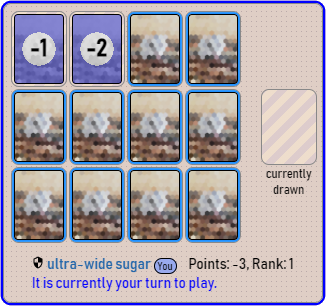 -1 -2
currently
drawn
ultra-wide sugar You Points: -3, Rank: 1
It is currently your turn to play.